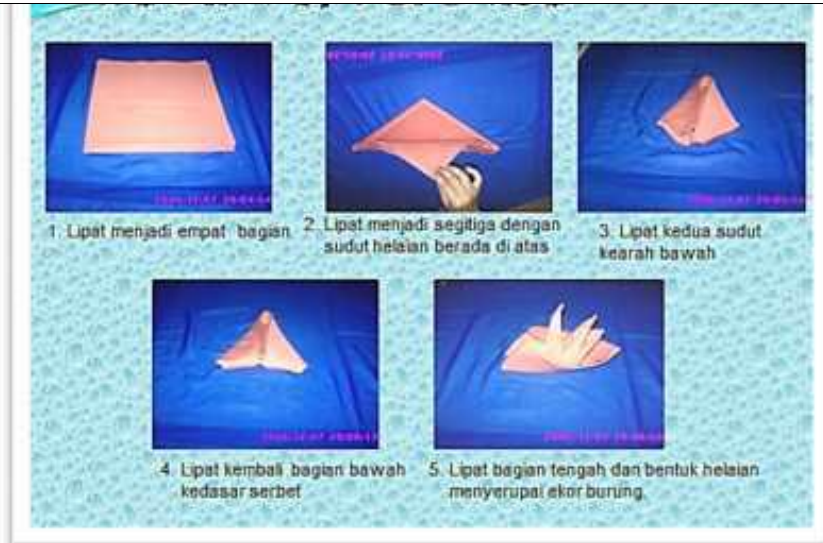 1. Lipat menjadi empat bagian
2. Lipat menjadi segitiga dengan
sudut helaian berada di atas
3. Lipat kedua sudut
kearah bawah
4. Lipat kembali bagian bawah
kedasar serbet
5. Lipat bagian tengah dan bentuk helaian
menyerupai ekor burung.